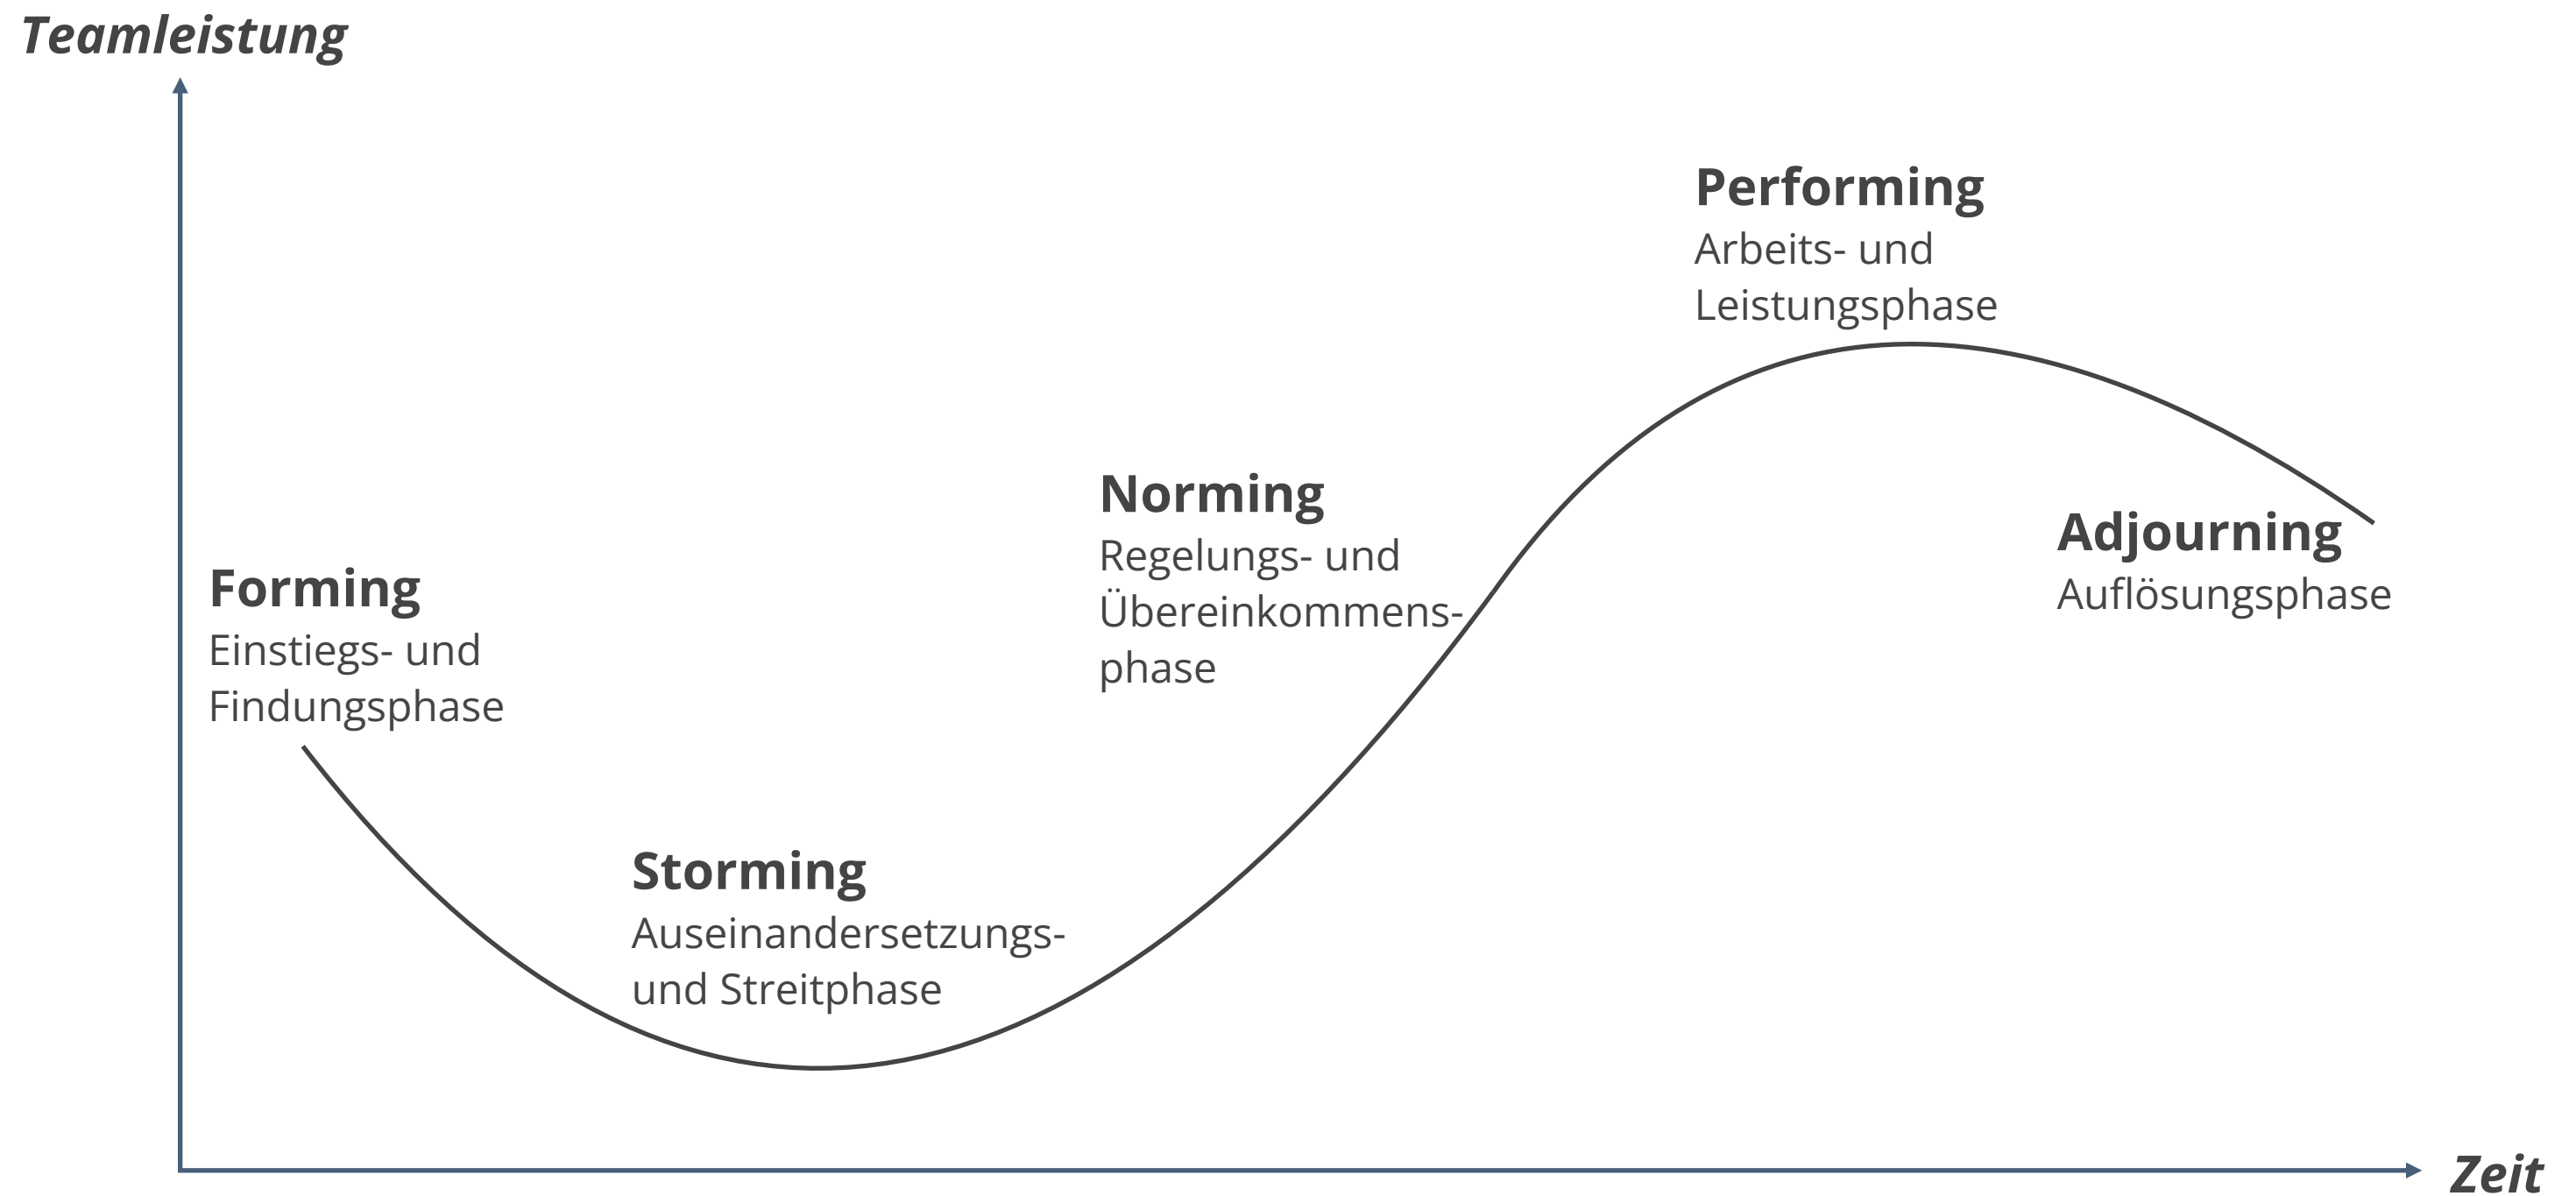 Teamleistung
Forming
Einstiegs- und
Findungsphase
Storming
Auseinandersetzungs-
und Streitphase
Norming
Regelungs- und
Übereinkommens-
phase
Performing
Arbeits- und
Leistungsphase
Adjourning
Auflösungsphase
Zeit